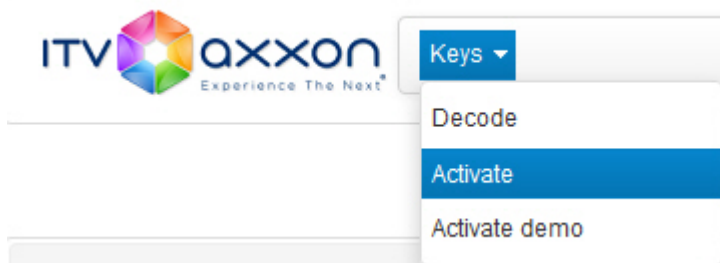 ITV axxon
Experience The Next
Keys
Decode
Activate
Activate demo